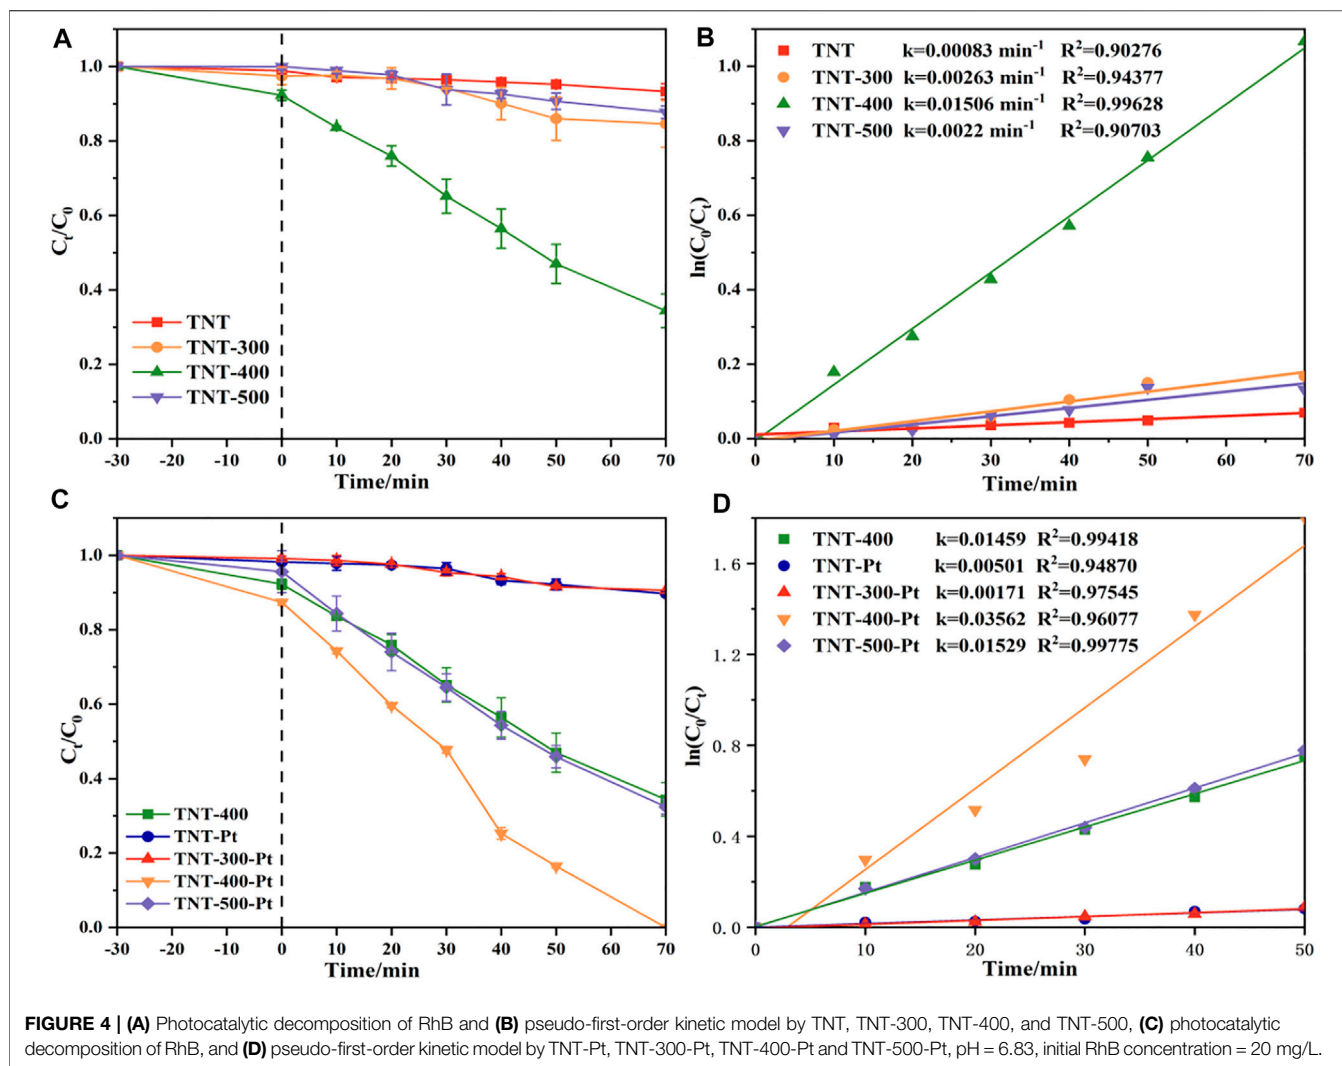 A
1.0
0.8
0.6
0.4
0.2
0.0
Ct/C0
TNT
TNT-300
TNT-400
TNT-500
-30 -20 -10 0 10 20 30 40 50 60 70
Time/min
B
TNT k=0.00083 min-1 R2=0.90276
TNT-300 k=0.00263 min-1 R2=0.94377
TNT-400 k=0.01506 min-1 R2=0.99628
TNT-500 k=0.0022 min-1 R2=0.90703
1.0
0.8
0.6
0.4
0.2
0.0
ln(C0/Ct)
0 10 20 30 40 50 60 70
Time/min
C
1.0
0.8
0.6
0.4
0.2
0.0
Ct/C0
TNT-400
TNT-Pt
TNT-300-Pt
TNT-400-Pt
TNT-500-Pt
-30 -20 -10 0 10 20 30 40 50 60 70
Time/min
D
TNT-400 k=0.01459 R2=0.99418
TNT-Pt k=0.00501 R2=0.94870
TNT-300-Pt k=0.00171 R2=0.97545
TNT-400-Pt k=0.03562 R2=0.96077
TNT-500-Pt k=0.01529 R2=0.99775
1.6
1.2
0.8
0.4
0.0
ln(C0/Ct)
0 10 20 30 40 50
Time/min
FIGURE 4 | (A) Photocatalytic decomposition of RhB and (B) pseudo-first-order kinetic model by TNT, TNT-300, TNT-400, and TNT-500, (C) photocatalytic
decomposition of RhB, and (D) pseudo-first-order kinetic model by TNT-Pt, TNT-300-Pt, TNT-400-Pt and TNT-500-Pt, pH = 6.83, initial RhB concentration = 20 mg/L.